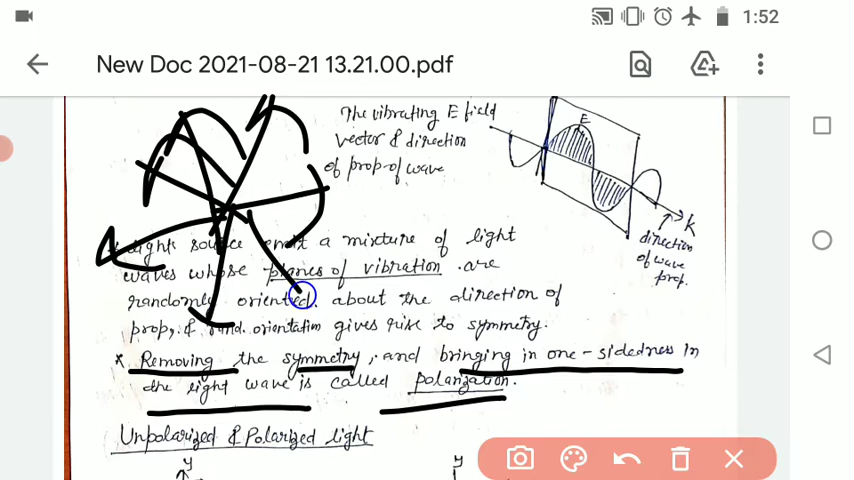 1:52
New Doc 2021-08-21 13.21.00.pdf
The vibrating E field
vector & direction
of prop. of wave
E
k
direction
of wave
prop.
light source emit a mixture of light
waves whose planes of vibration are
randomly oriented about the direction of
prop, & rand. orientation gives rise to symmetry.
* Removing the symmetry, and bringing in one-sidedness in
the light wave is called polarization.
Unpolarized & Polarized light
y
y